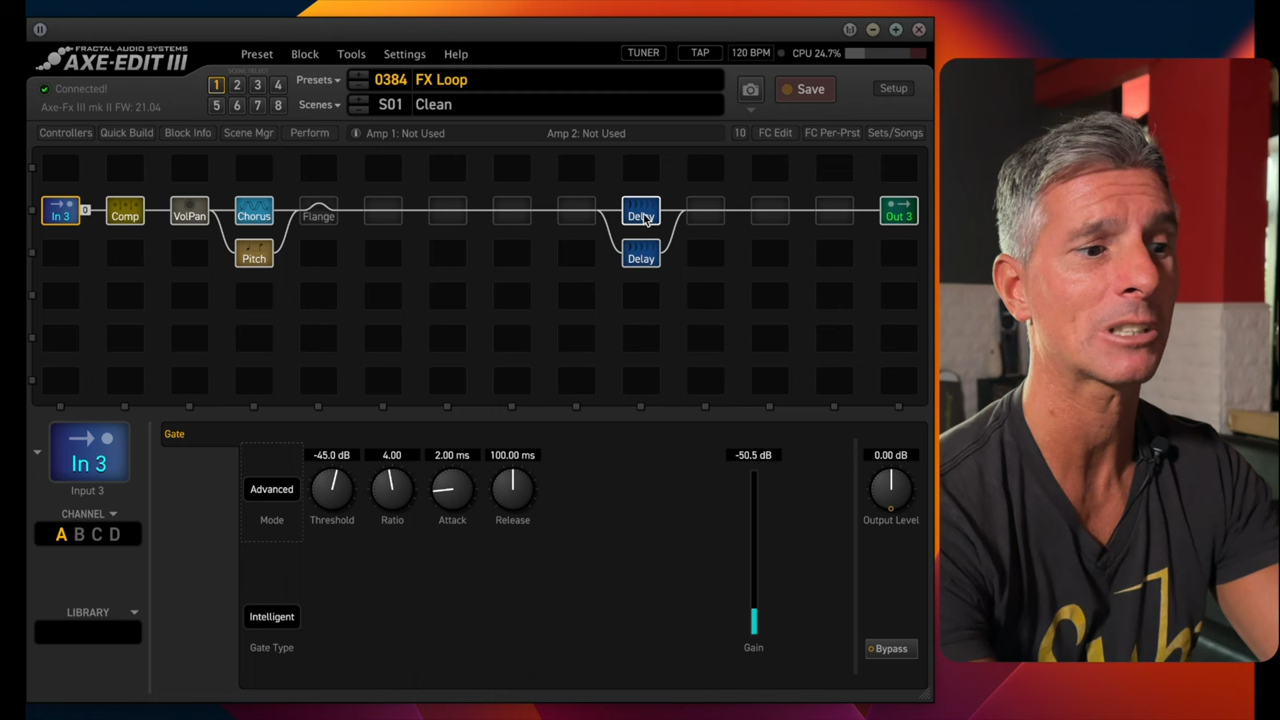 FRACTAL AUDIO SYSTEMS
AXE-EDIT III
Preset Block Tools Settings Help
TUNER TAP 120 BPM CPU 24.7%
Connected!
Axe-Fx III mk II FW: 21.04
SCENE SELECT
1 2 3 4
5 6 7 8
Presets 0384 FX Loop
Scenes S01 Clean
Save
Setup
Controllers Quick Build Block Info Scene Mgr Perform Amp 1: Not Used Amp 2: Not Used 10 FC Edit FC Per-Prst Sets/Songs
In 3 0 Comp VolPan Chorus Flange Delay Out 3
Pitch Delay
In 3
Input 3
CHANNEL
A B C D
LIBRARY
Gate
-45.0 dB 4.00 2.00 ms 100.00 ms -50.5 dB 0.00 dB
Advanced
Mode Threshold Ratio Attack Release Output Level
Intelligent
Gate Type Gain
Bypass